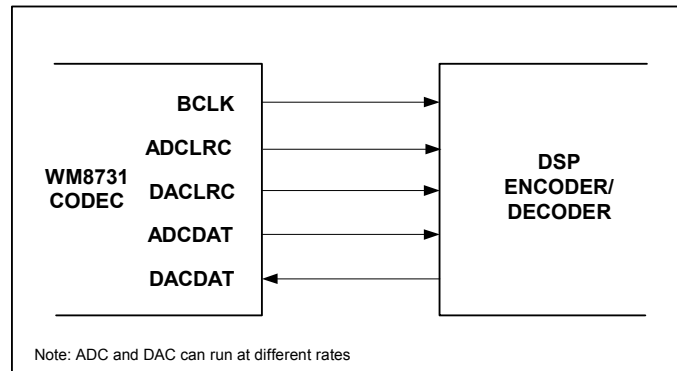 BCLK
ADCLRC
WM8731
CODEC
DACLRC
ADCDAT
DACDAT
DSP
ENCODER/
DECODER
Note: ADC and DAC can run at different rates